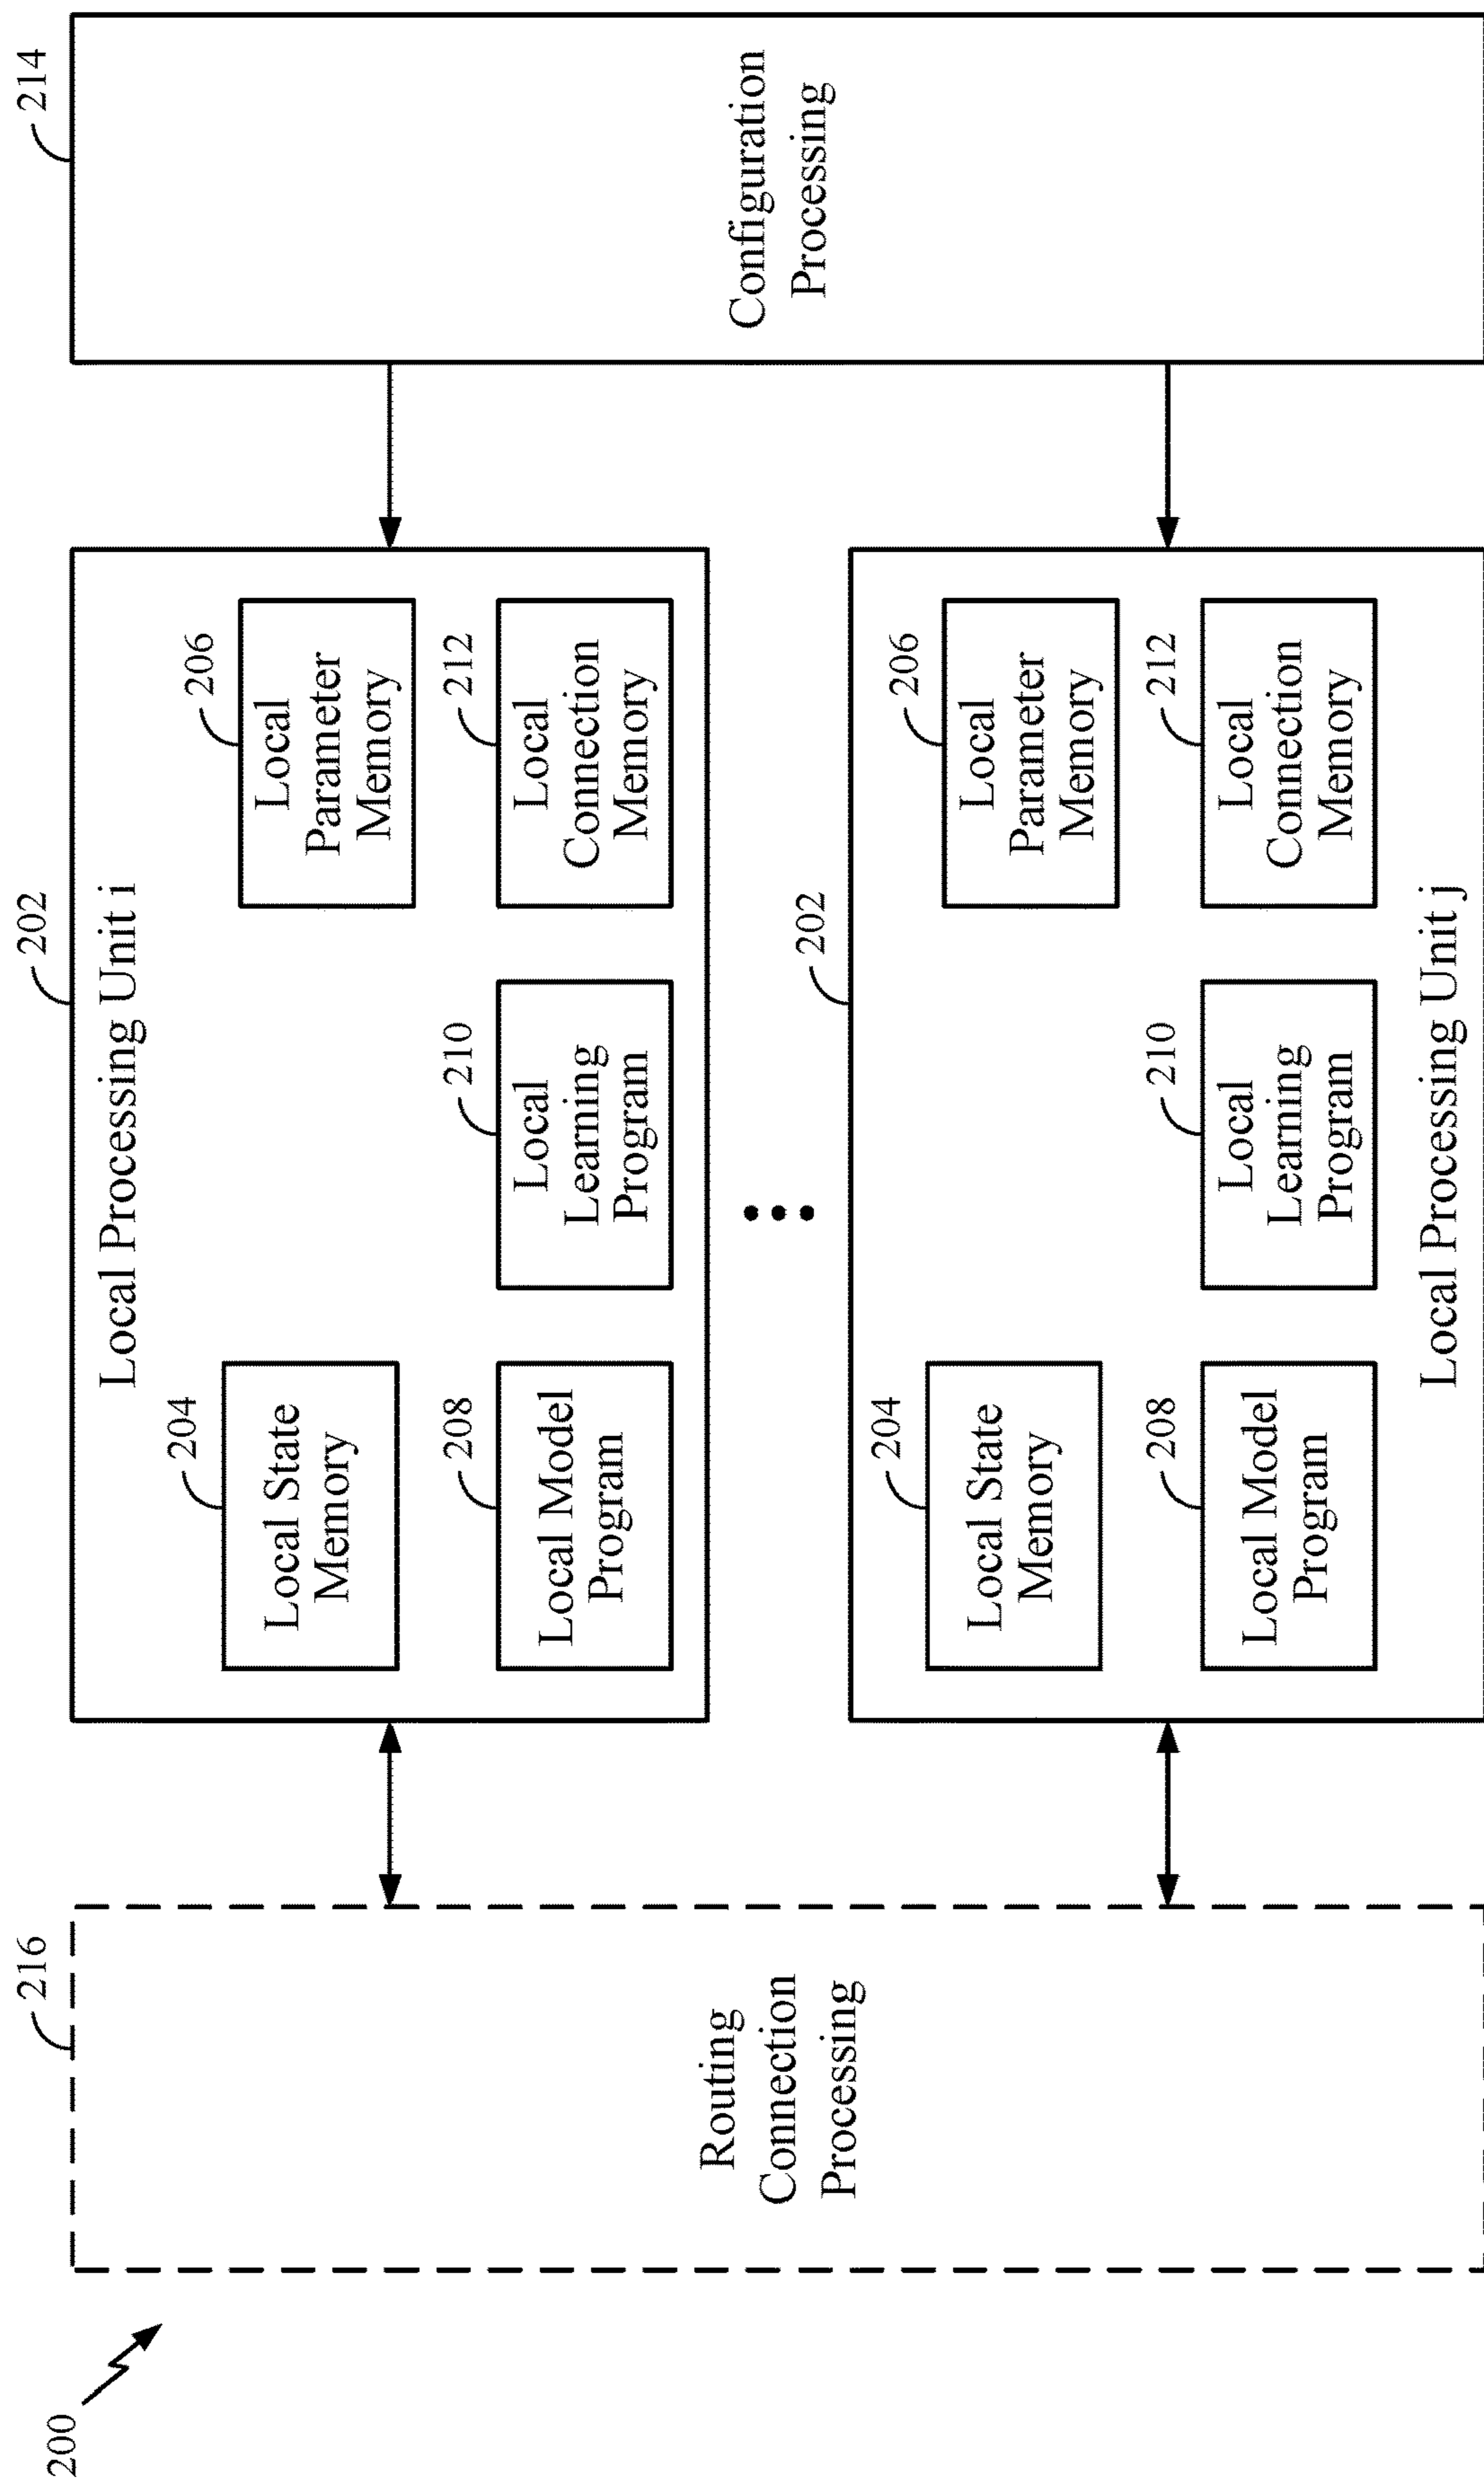 200
216
Routing
Connection
Processing
202
Local Processing Unit i
204
Local State
Memory
206
Local
Parameter
Memory
208
Local Model
Program
210
Local
Learning
Program
212
Local
Connection
Memory
202
204
Local State
Memory
206
Local
Parameter
Memory
208
Local Model
Program
210
Local
Learning
Program
212
Local
Connection
Memory
Local Processing Unit j
214
Configuration
Processing